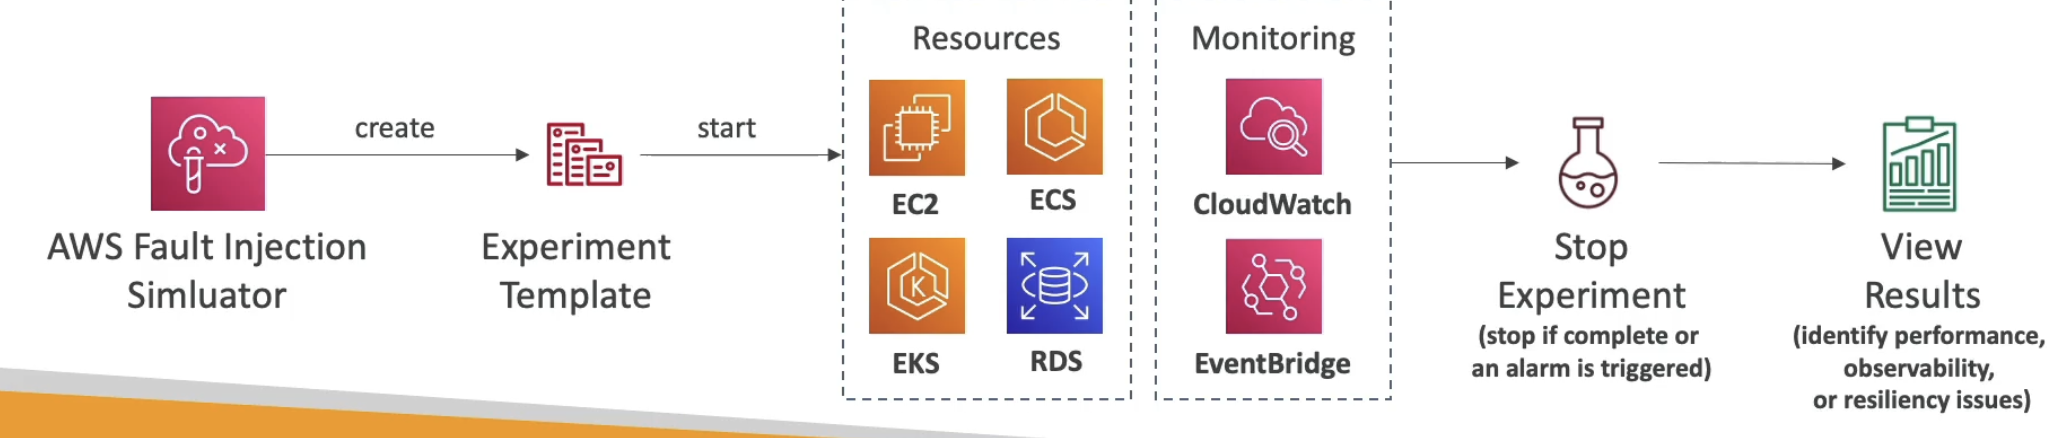 Resources
Monitoring
create
start
EC2
ECS
CloudWatch
K
EKS
RDS
EventBridge
AWS Fault Injection
Simluator
Experiment
Template
Stop
Experiment
(stop if complete or
an alarm is triggered)
View
Results
(identify performance,
observability,
or resiliency issues)